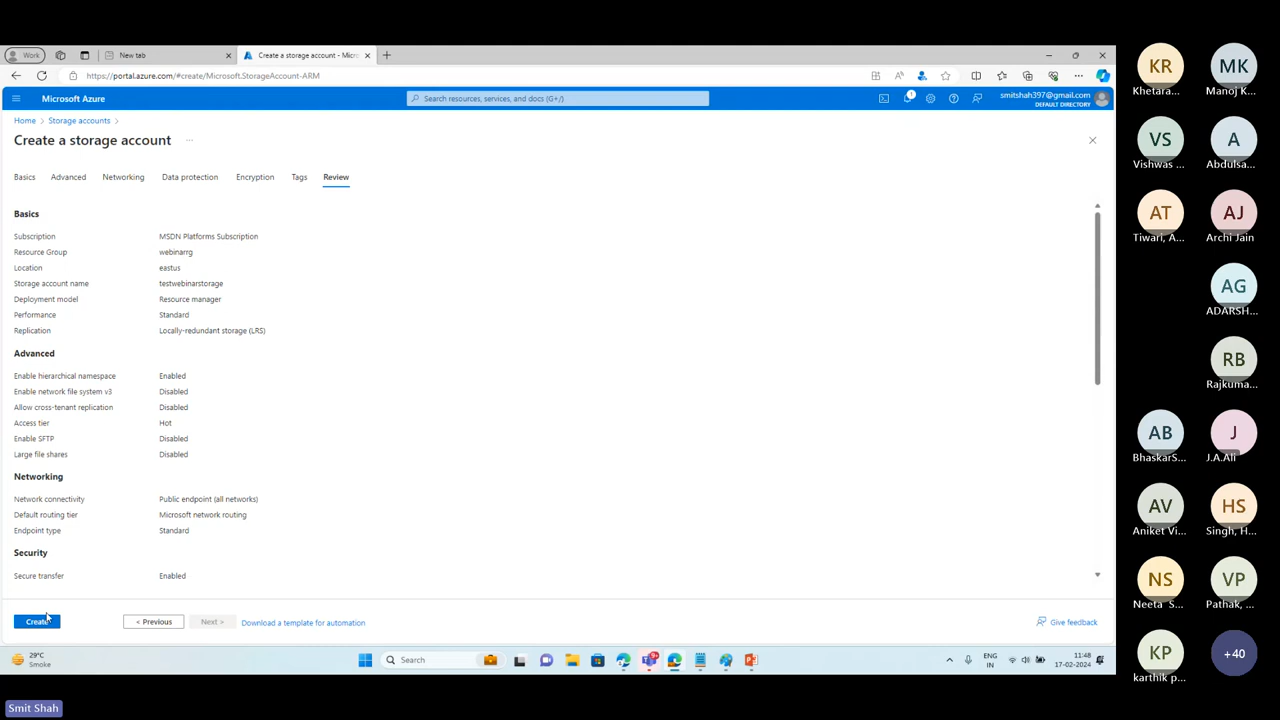 Work
New tab
Create a storage account - Micro
https://portal.azure.com/#create/Microsoft.StorageAccount-ARM
Microsoft Azure
Search resources, services, and docs (G+/)
1
smitshah397@gmail.com
DEFAULT DIRECTORY
Home > Storage accounts >
Create a storage account ...
Basics Advanced Networking Data protection Encryption Tags Review
Basics
Subscription MSDN Platforms Subscription
Resource Group webinarrg
Location eastus
Storage account name testwebinarstorage
Deployment model Resource manager
Performance Standard
Replication Locally-redundant storage (LRS)
Advanced
Enable hierarchical namespace Enabled
Enable network file system v3 Disabled
Allow cross-tenant replication Disabled
Access tier Hot
Enable SFTP Disabled
Large file shares Disabled
Networking
Network connectivity Public endpoint (all networks)
Default routing tier Microsoft network routing
Endpoint type Standard
Security
Secure transfer Enabled
Create < Previous Next > Download a template for automation Give feedback
29°C
Smoke
Search
ENG
IN
11:48
17-02-2024
Smit Shah
KR MK
Khetara... Manoj K...
VS A
Vishwas ... Abdulsa...
AT AJ
Tiwari, A... Archi Jain
AG
ADARSH...
RB
Rajkuma...
AB J
BhaskarS... J.A.Ali
AV HS
Aniket Vi... Singh, H...
NS VP
Neeta S... Pathak, ...
KP +40
karthik p...